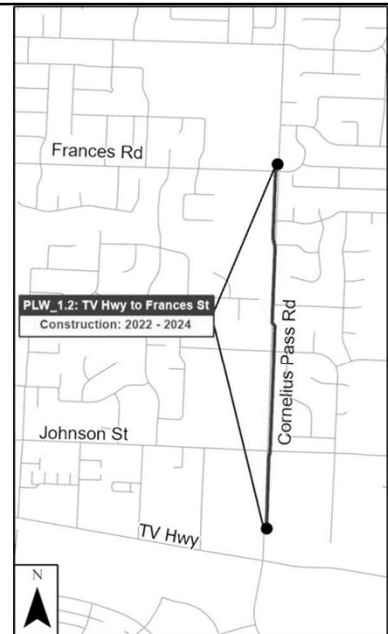 Frances Rd
PLW_1.2: TV Hwy to Frances St
Construction: 2022 - 2024
Cornelius Pass Rd
Johnson St
TV Hwy
N